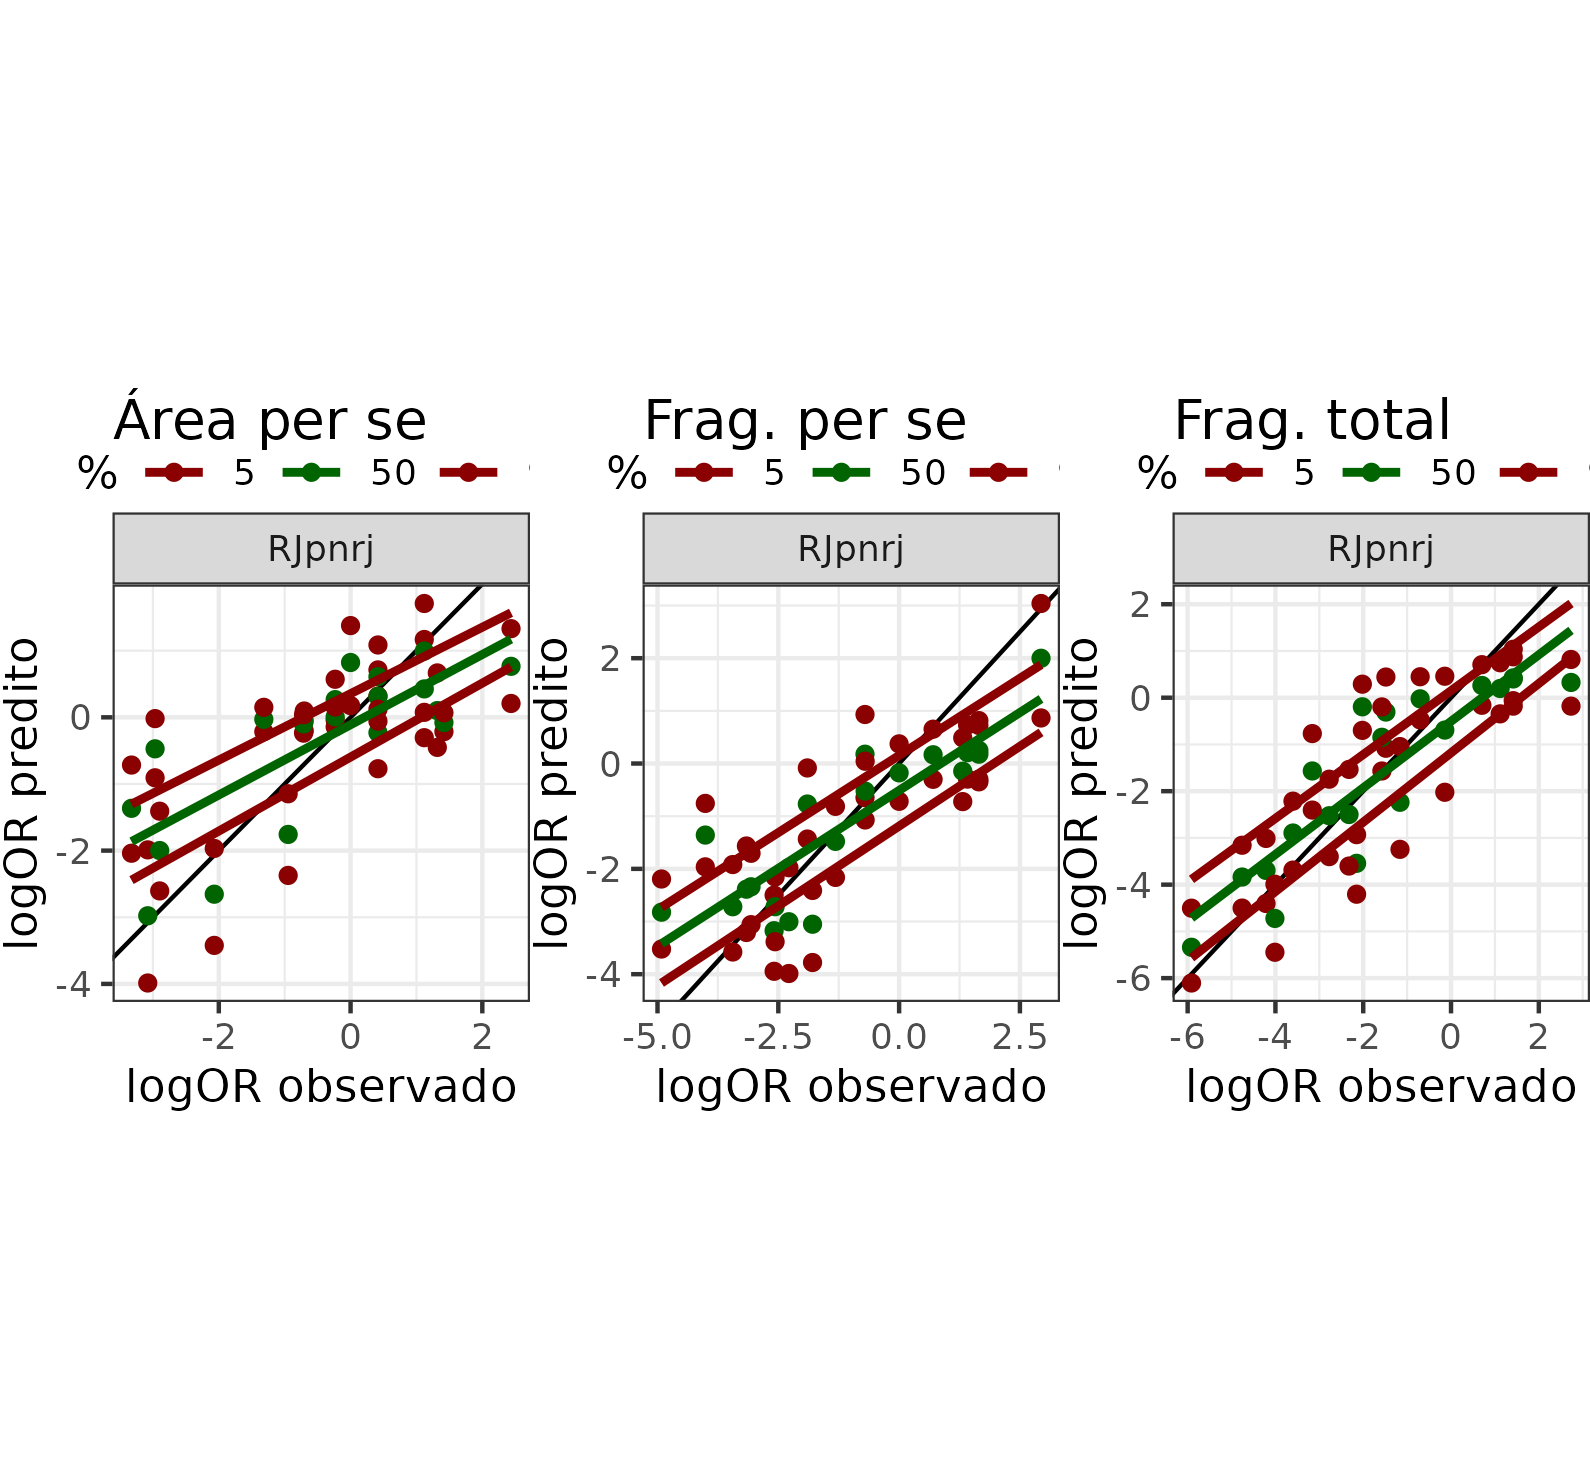 Área per se
% 5 50
RJpnrj
logOR predito
0
-2
-4
-2 0 2
logOR observado
Frag. per se
% 5 50
RJpnrj
logOR predito
2
0
-2
-4
-5.0 -2.5 0.0 2.5
logOR observado
Frag. total
% 5 50
RJpnrj
logOR predito
2
0
-2
-4
-6
-6 -4 -2 0 2
logOR observado